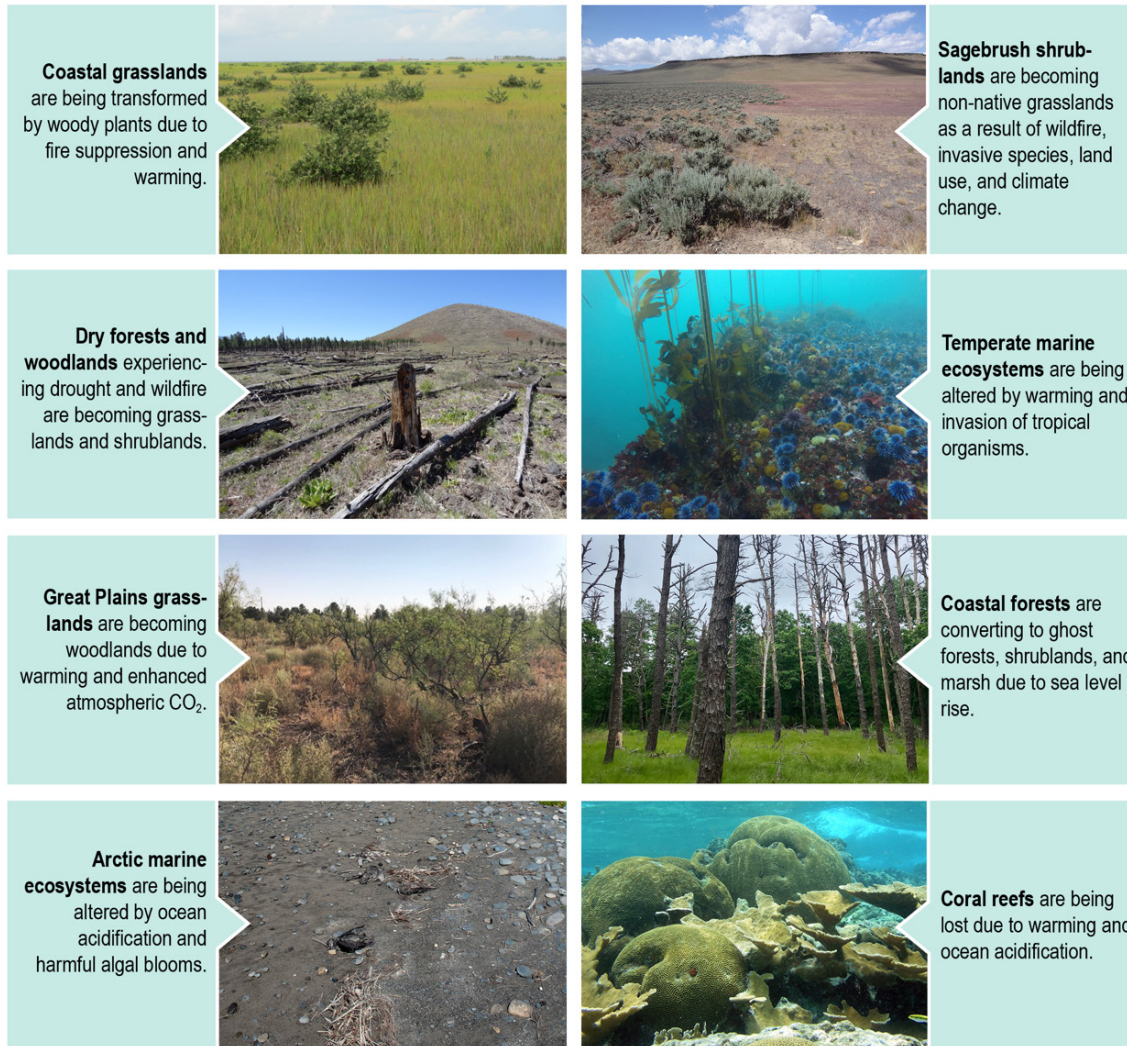 Coastal grasslands
are being transformed
by woody plants due to
fire suppression and
warming.
Sagebrush shrub-
lands are becoming
non-native grasslands
as a result of wildfire,
invasive species, land
use, and climate
change.
Dry forests and
woodlands experienc-
ing drought and wildfire
are becoming grass-
lands and shrublands.
Temperate marine
ecosystems are being
altered by warming and
invasion of tropical
organisms.
Great Plains grass-
lands are becoming
woodlands due to
warming and enhanced
atmospheric CO₂.
Coastal forests are
converting to ghost
forests, shrublands, and
marsh due to sea level
rise.
Arctic marine
ecosystems are being
altered by ocean
acidification and
harmful algal blooms.
Coral reefs are being
lost due to warming and
ocean acidification.